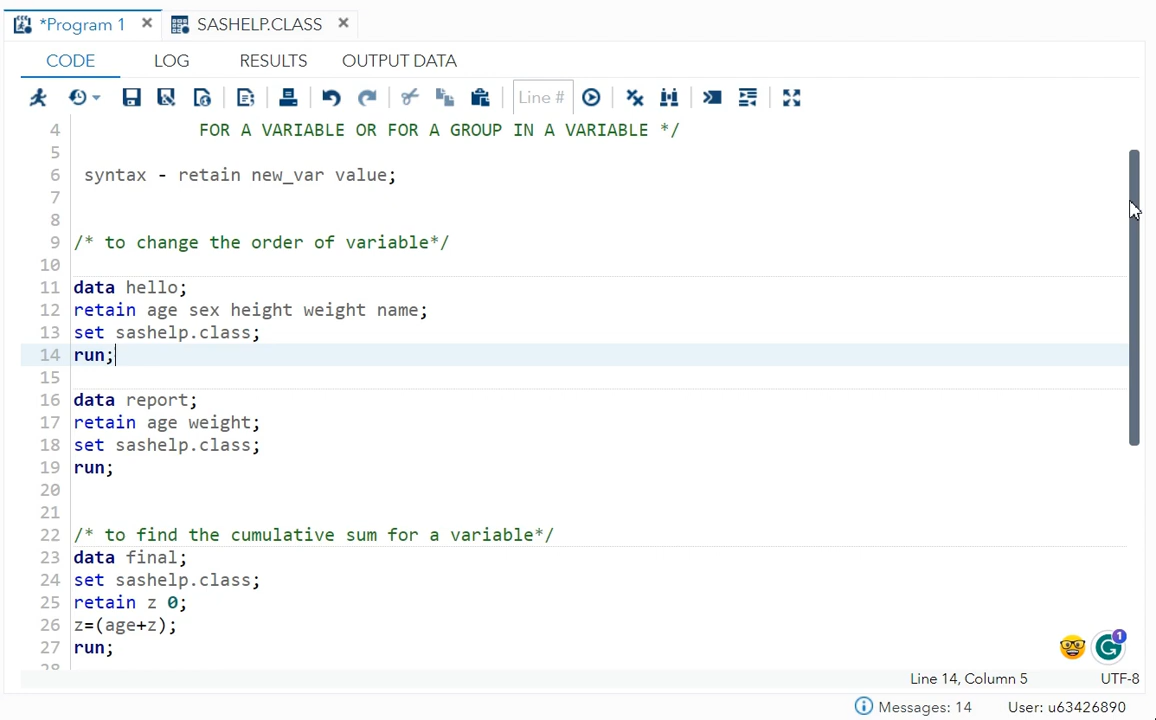 *Program 1 × SASHELP.CLASS ×
CODE LOG RESULTS OUTPUT DATA
Line #
4 FOR A VARIABLE OR FOR A GROUP IN A VARIABLE */
5
6 syntax - retain new_var value;
7
8
9 /* to change the order of variable*/
10
11 data hello;
12 retain age sex height weight name;
13 set sashelp.class;
14 run;
15
16 data report;
17 retain age weight;
18 set sashelp.class;
19 run;
20
21
22 /* to find the cumulative sum for a variable*/
23 data final;
24 set sashelp.class;
25 retain z 0;
26 z=(age+z);
27 run;
28
1
Line 14, Column 5 UTF-8
Messages: 14 User: u63426890